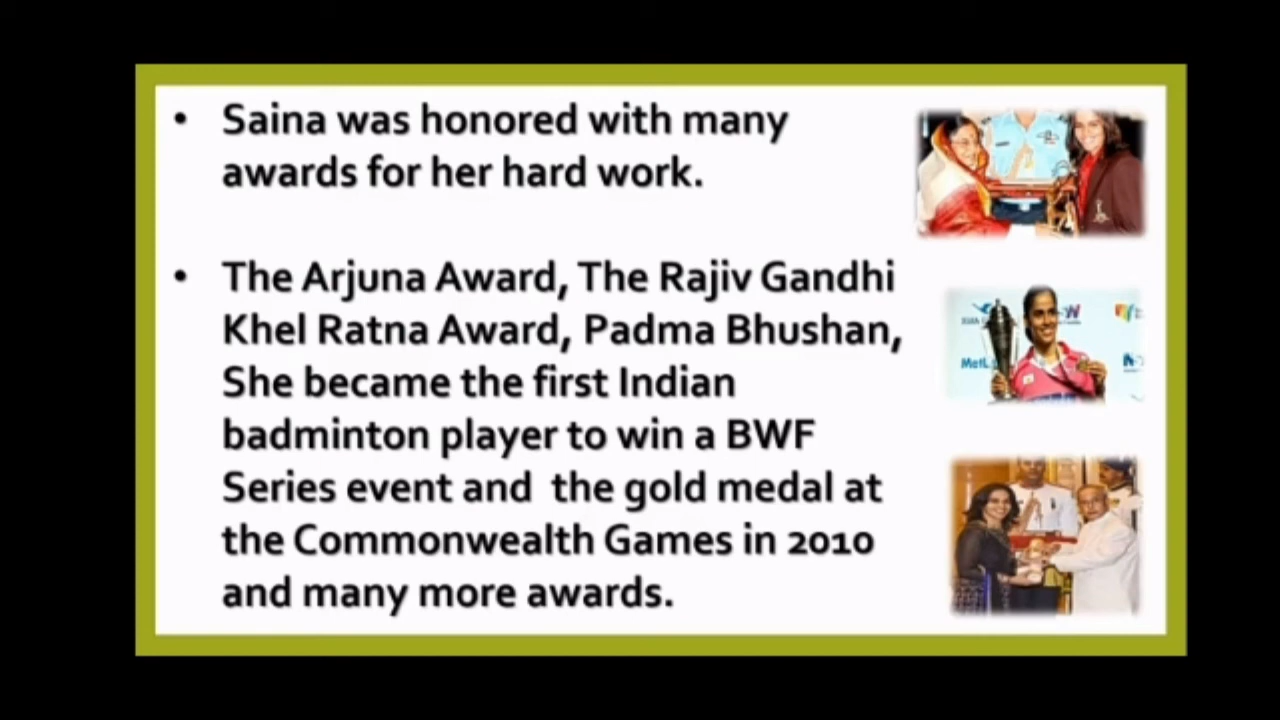 • Saina was honored with many
awards for her hard work.
• The Arjuna Award, The Rajiv Gandhi
Khel Ratna Award, Padma Bhushan,
She became the first Indian
badminton player to win a BWF
Series event and the gold medal at
the Commonwealth Games in 2010
and many more awards.
MetL